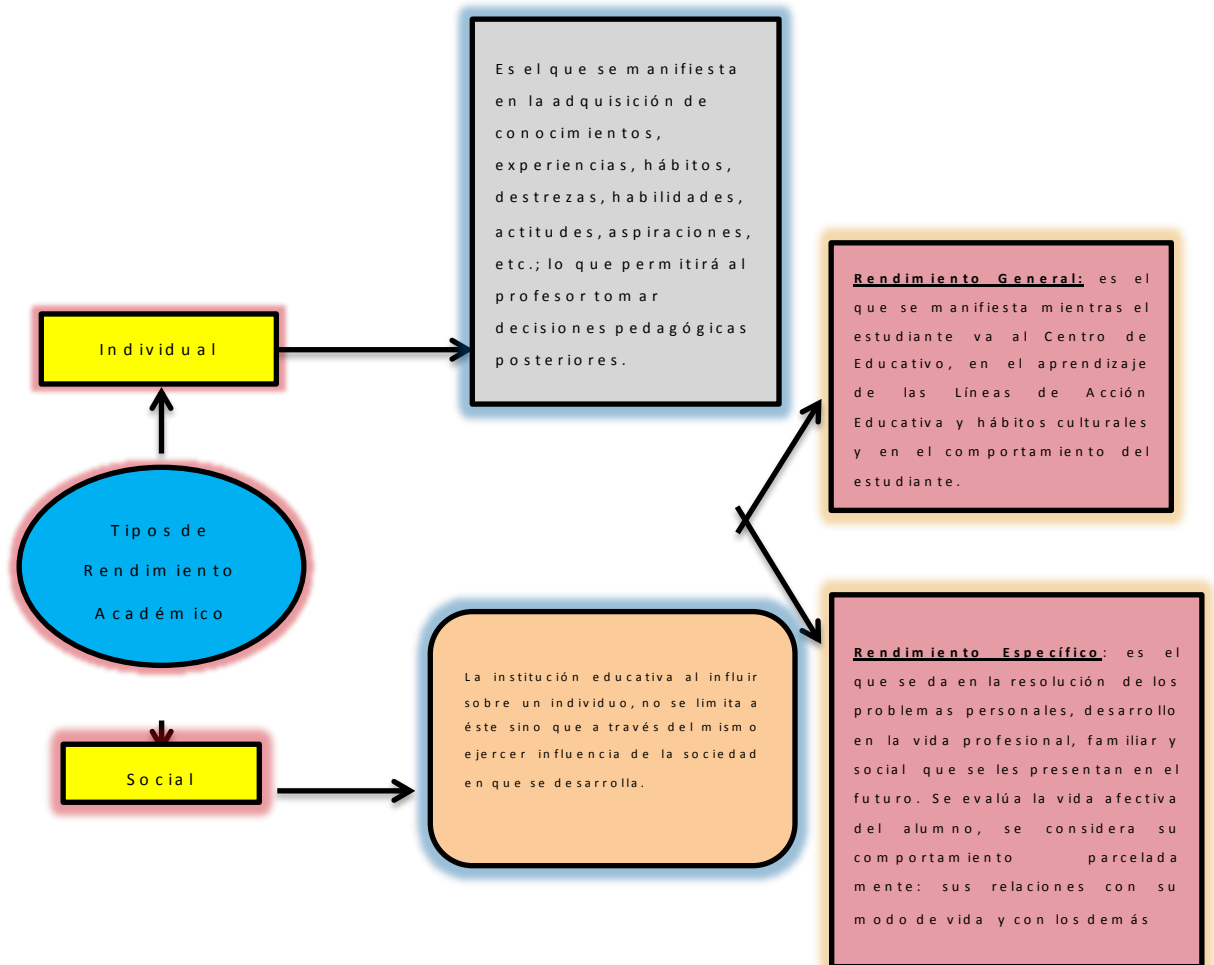 Es el que se manifiesta
en la adquisición de
conocimientos,
experiencias, hábitos,
destrezas, habilidades,
actitudes, aspiraciones,
etc.; lo que permitirá al
profesor tomar
decisiones pedagógicas
posteriores.
Individual
Rendimiento General: es el
que se manifiesta mientras el
estudiante va al Centro de
Educativo, en el aprendizaje
de las Líneas de Acción
Educativa y hábitos culturales
y en el comportamiento del
estudiante.
Tipos de
Rendimiento
Académico
Social
La institución educativa al influir
sobre un individuo, no se limita a
éste sino que a través del mismo
ejercer influencia de la sociedad
en que se desarrolla.
Rendimiento Específico: es el
que se da en la resolución de los
problemas personales, desarrollo
en la vida profesional, familiar y
social que se les presentan en el
futuro. Se evalúa la vida afectiva
del alumno, se considera su
comportamiento parcelada
mente: sus relaciones con su
modo de vida y con los demás